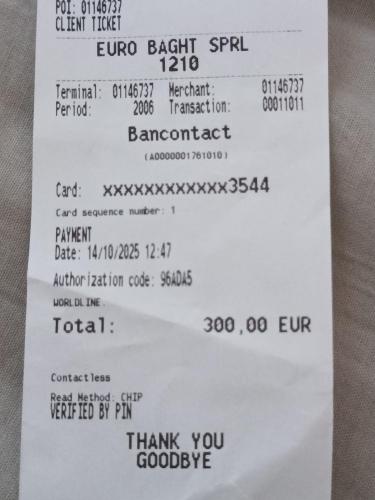 POI: 01146737
CLIENT TICKET
EURO BAGHT SPRL
1210
Terminal: 01146737 Merchant: 01146737
Period: 2006 Transaction: 00011011
Bancontact
(A0000001761010)
Card: xxxxxxxxxxxx3544
Card sequence number: 1
PAYMENT
Date: 14/10/2025 12:47
Authorization code: 96ADA5
WORLDLINE.
Total: 300,00 EUR
Contactless
Read Method: CHIP
VERIFIED BY PIN
THANK YOU
GOODBYE